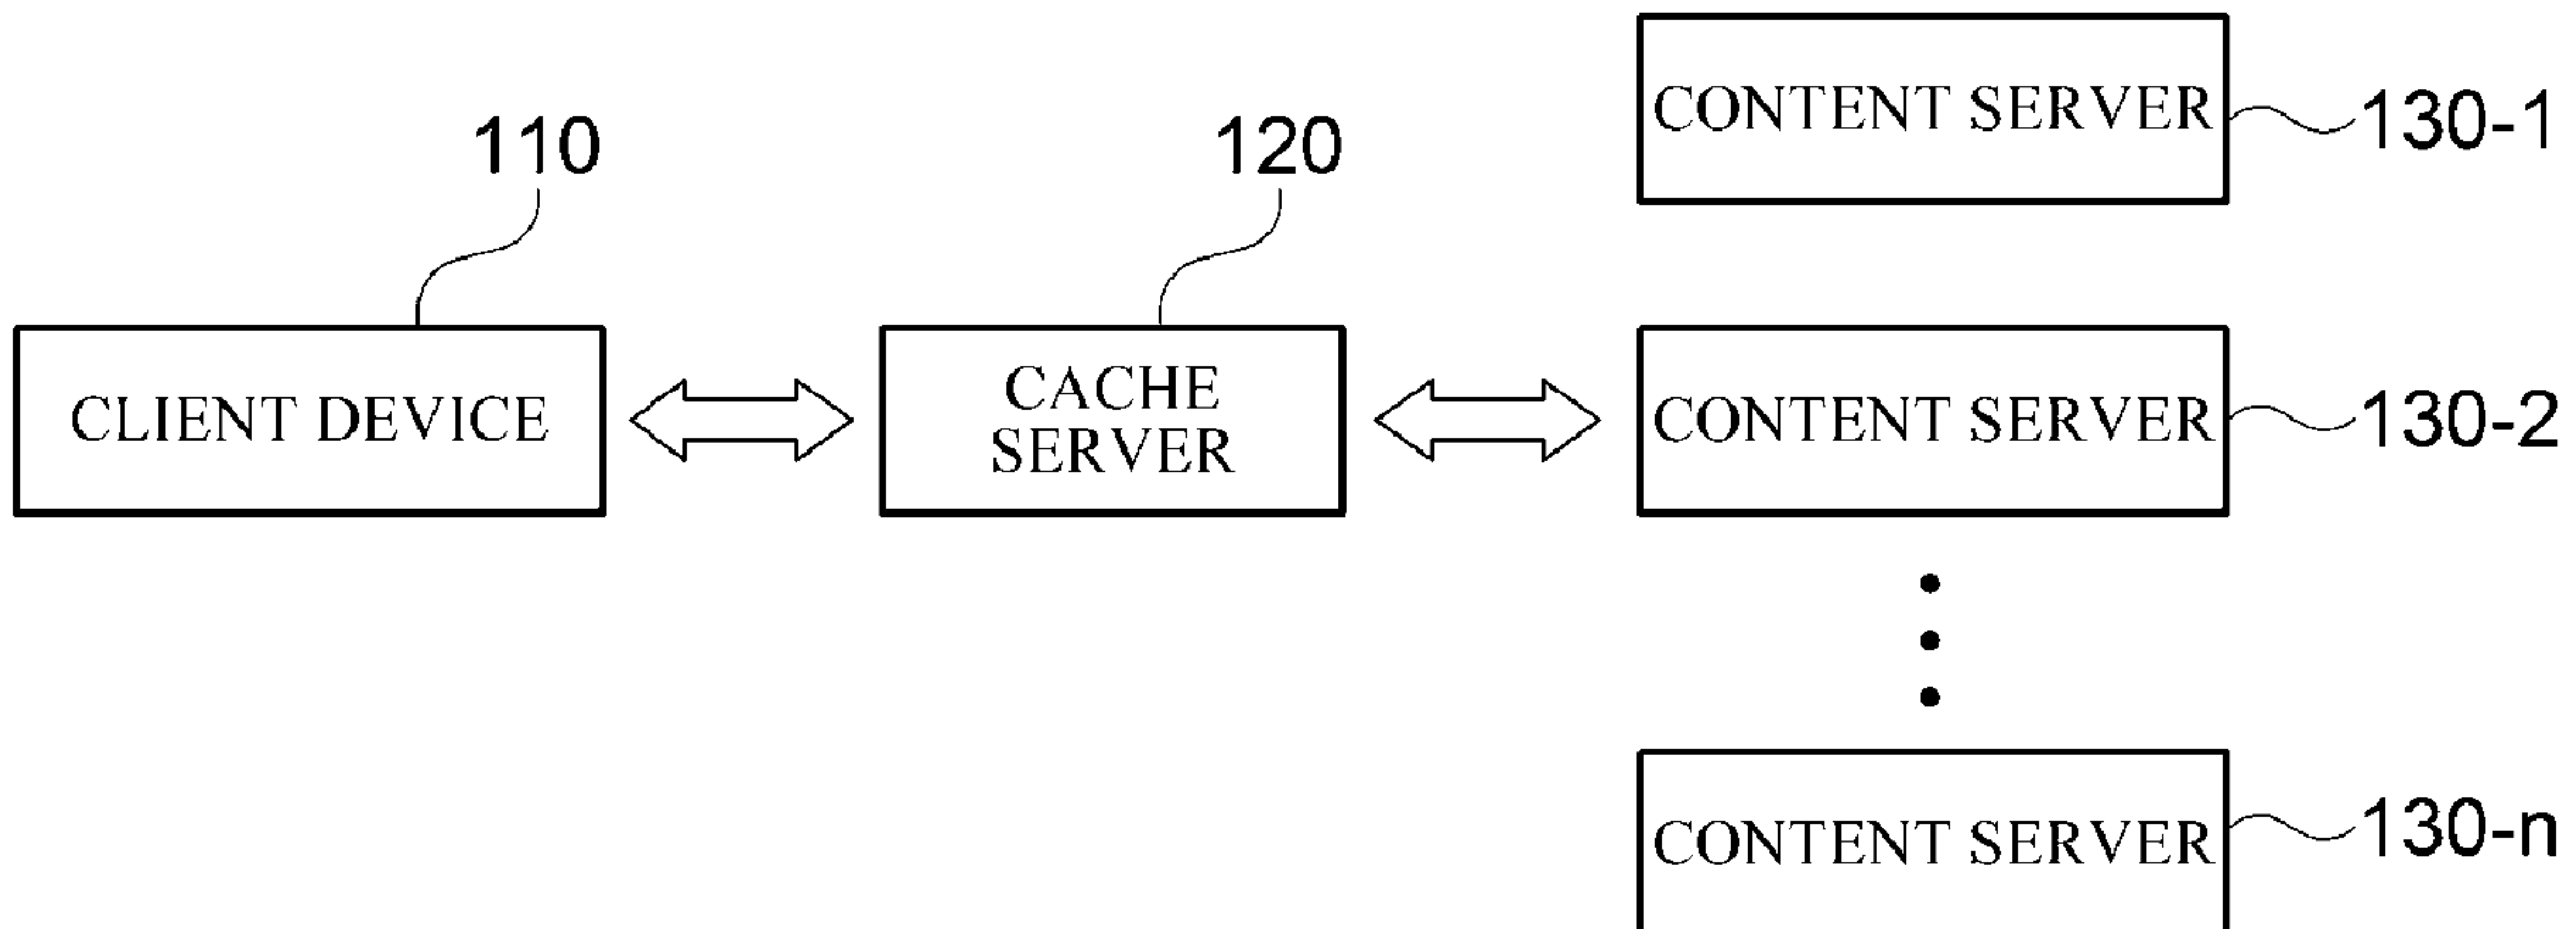 110
120
CONTENT SERVER
130-1
CLIENT DEVICE
CACHE
SERVER
CONTENT SERVER
130-2
CONTENT SERVER
130-n